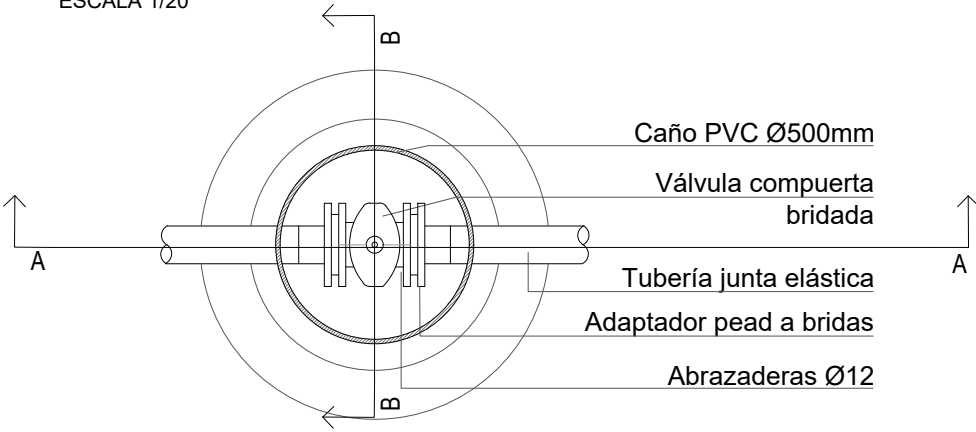 ESCALA 1/20
B
Caño PVC Ø500mm
Válvula compuerta
bridada
A
A
Tubería junta elástica
Adaptador pead a bridas
Abrazaderas Ø12
B